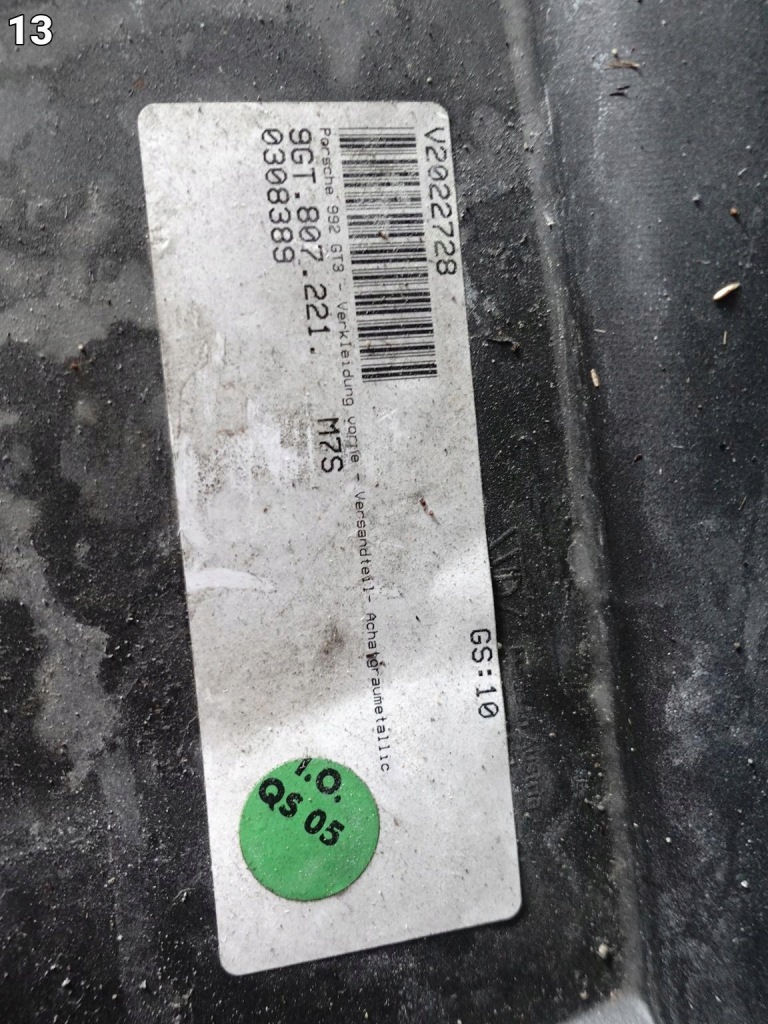 13
V2022728
GS:10
Porsche 992 GT3 - Verkleidung vorne - Versandteil- Achatgraumetallic
9GT.807.221. M7S
0308389
I.O.
QS 05